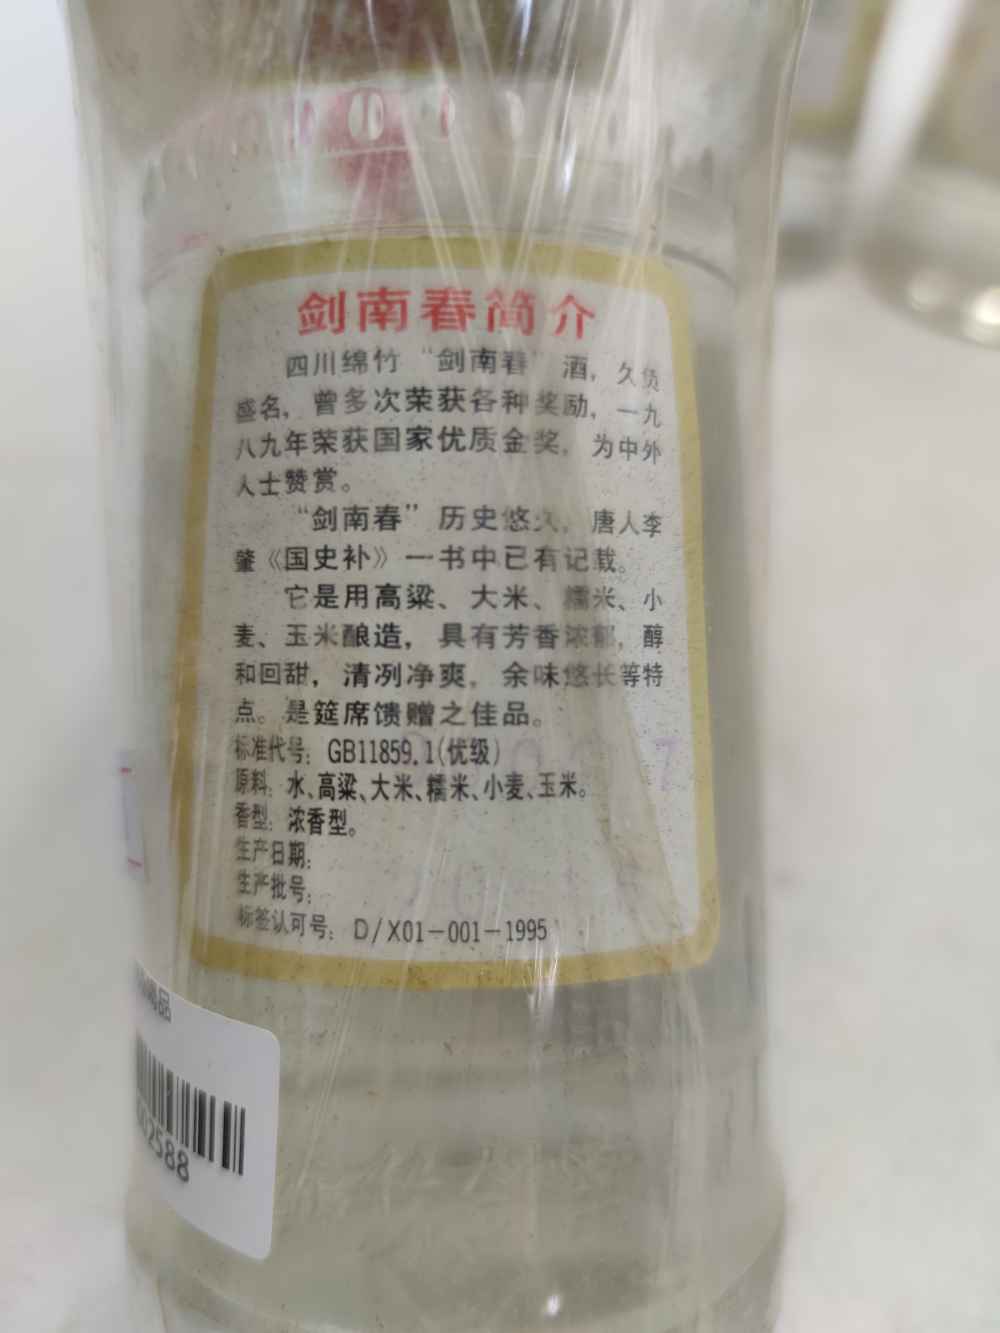 剑南春简介
四川绵竹“剑南春”酒，久负
盛名，曾多次荣获各种奖励，一九
八九年荣获国家优质金奖，为中外
人士赞赏。
“剑南春”历史悠久，唐人李
肇《国史补》一书中已有记载。
它是用高粱、大米、糯米、小
麦、玉米酿造，具有芳香浓郁，醇
和回甜，清冽净爽，余味悠长等特
点。是筵席馈赠之佳品。
标准代号：GB11859.1(优级)
原料：水、高粱、大米、糯米、小麦、玉米。
香型：浓香型。
生产日期：
生产批号：
标签认可号：D/X01-001-1995
品
02588